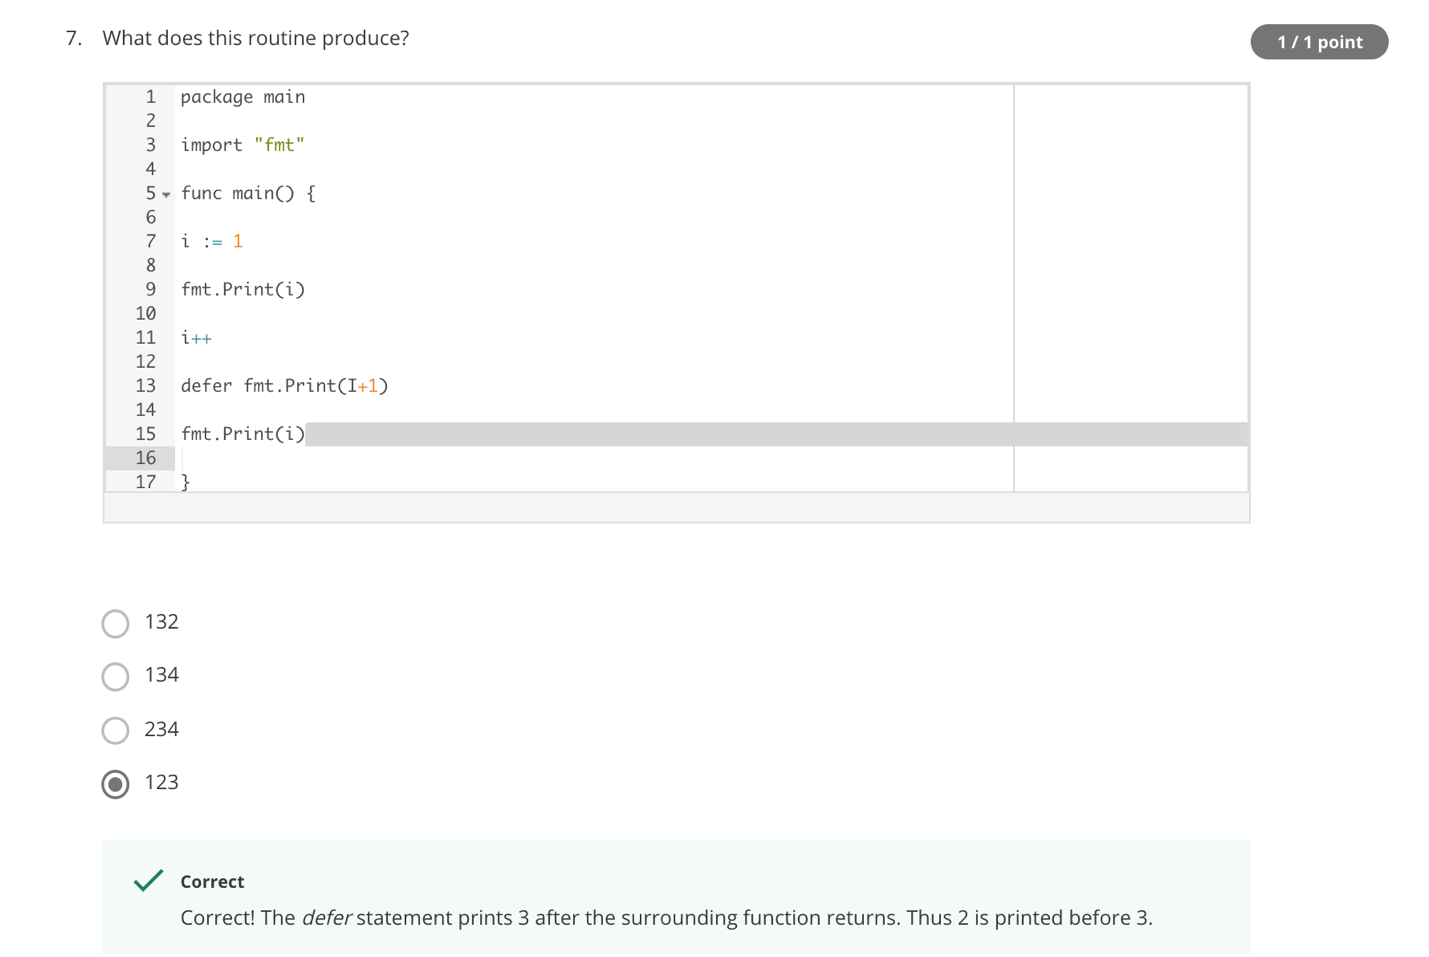 7. What does this routine produce?
1 / 1 point
1 package main
2
3 import "fmt"
4
5 func main() {
6
7 i := 1
8
9 fmt.Print(i)
10
11 i++
12
13 defer fmt.Print(I+1)
14
15 fmt.Print(i)
16
17 }
132
134
234
123
Correct
Correct! The defer statement prints 3 after the surrounding function returns. Thus 2 is printed before 3.